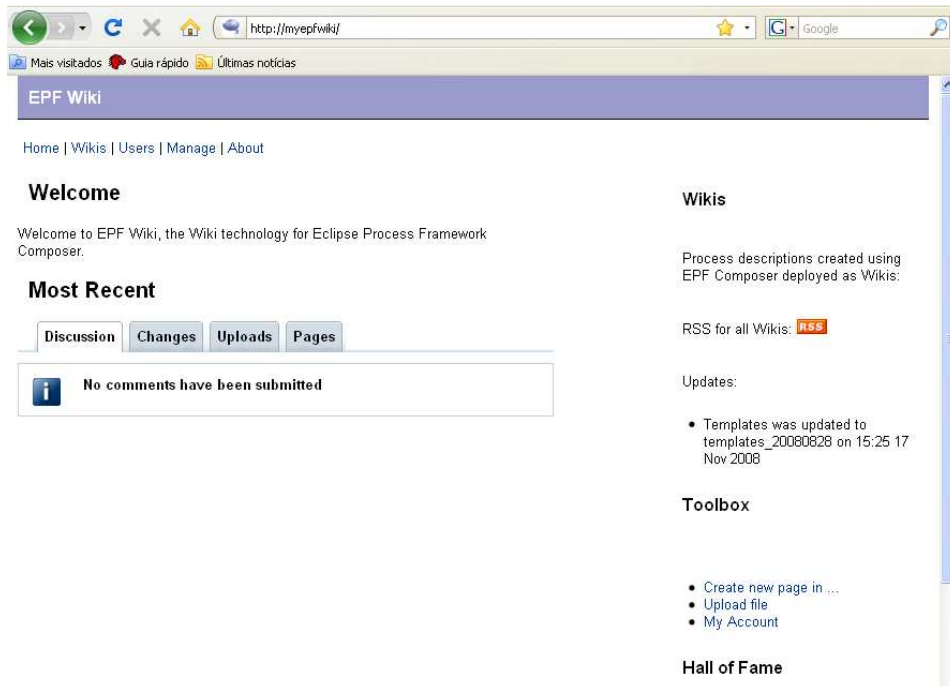 http://myepfwiki/
G Google
Mais visitados Guia rápido Últimas notícias
EPF Wiki
Home | Wikis | Users | Manage | About
Welcome
Welcome to EPF Wiki, the Wiki technology for Eclipse Process Framework
Composer.
Most Recent
Discussion Changes Uploads Pages
i No comments have been submitted
Wikis
Process descriptions created using
EPF Composer deployed as Wikis:
RSS for all Wikis: RSS
Updates:
• Templates was updated to
templates_20080828 on 15:25 17
Nov 2008
Toolbox
• Create new page in ...
• Upload file
• My Account
Hall of Fame